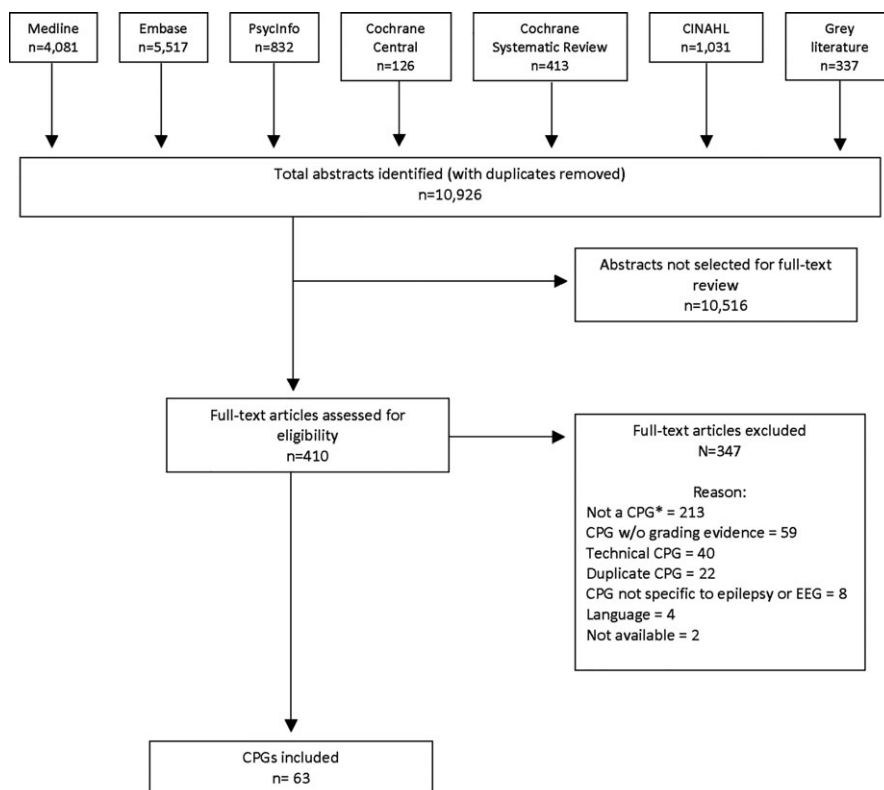 Medline
n=4,081
Embase
n=5,517
PsycInfo
n=832
Cochrane
Central
n=126
Cochrane
Systematic Review
n=413
CINAHL
n=1,031
Grey
literature
n=337
Total abstracts identified (with duplicates removed)
n=10,926
Abstracts not selected for full-text
review
n=10,516
Full-text articles assessed for
eligibility
n=410
Full-text articles excluded
N=347
Reason:
Not a CPG* = 213
CPG w/o grading evidence = 59
Technical CPG = 40
Duplicate CPG = 22
CPG not specific to epilepsy or EEG = 8
Language = 4
Not available = 2
CPGs included
n= 63